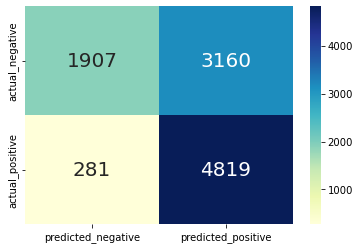 actual_negative
1907 3160
actual_positive
281 4819
predicted_negative predicted_positive
4000
3000
2000
1000